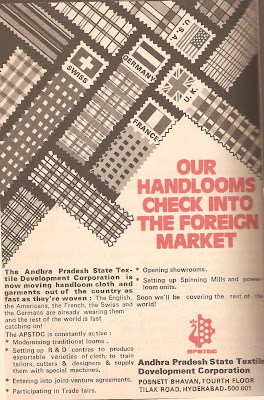 U.S.A.
GERMANY
SWISS
U.K.
FRANCE
OUR
HANDLOOMS
CHECK INTO
THE FOREIGN
MARKET
The Andhra Pradesh State Tex-
tile Development Corporation is
now moving handloom cloth and
garments out of the country as
fast as they're woven : The English,
the Americans, the French, the Swiss and
the Germans are already wearing them
and the rest of the world is fast
catching on!
The APSTDC is constantly active :
* Modernising traditional looms .
* Setting up R & D centres to produce
exportable varieties of cloth; to train
tailors, cutters & designers & supply
them with special machines.
* Entering into joint-venture agreements.
* Participating in Trade fairs.
* Opening showrooms.
* Setting up Spinning Mills and power-
loom units.
Soon we'll be covering the rest of the
world!
APSTDC
Andhra Pradesh State Textile
Development Corporation
POSNETT BHAVAN, FOURTH FLOOR
TILAK ROAD, HYDERABAD-500 001